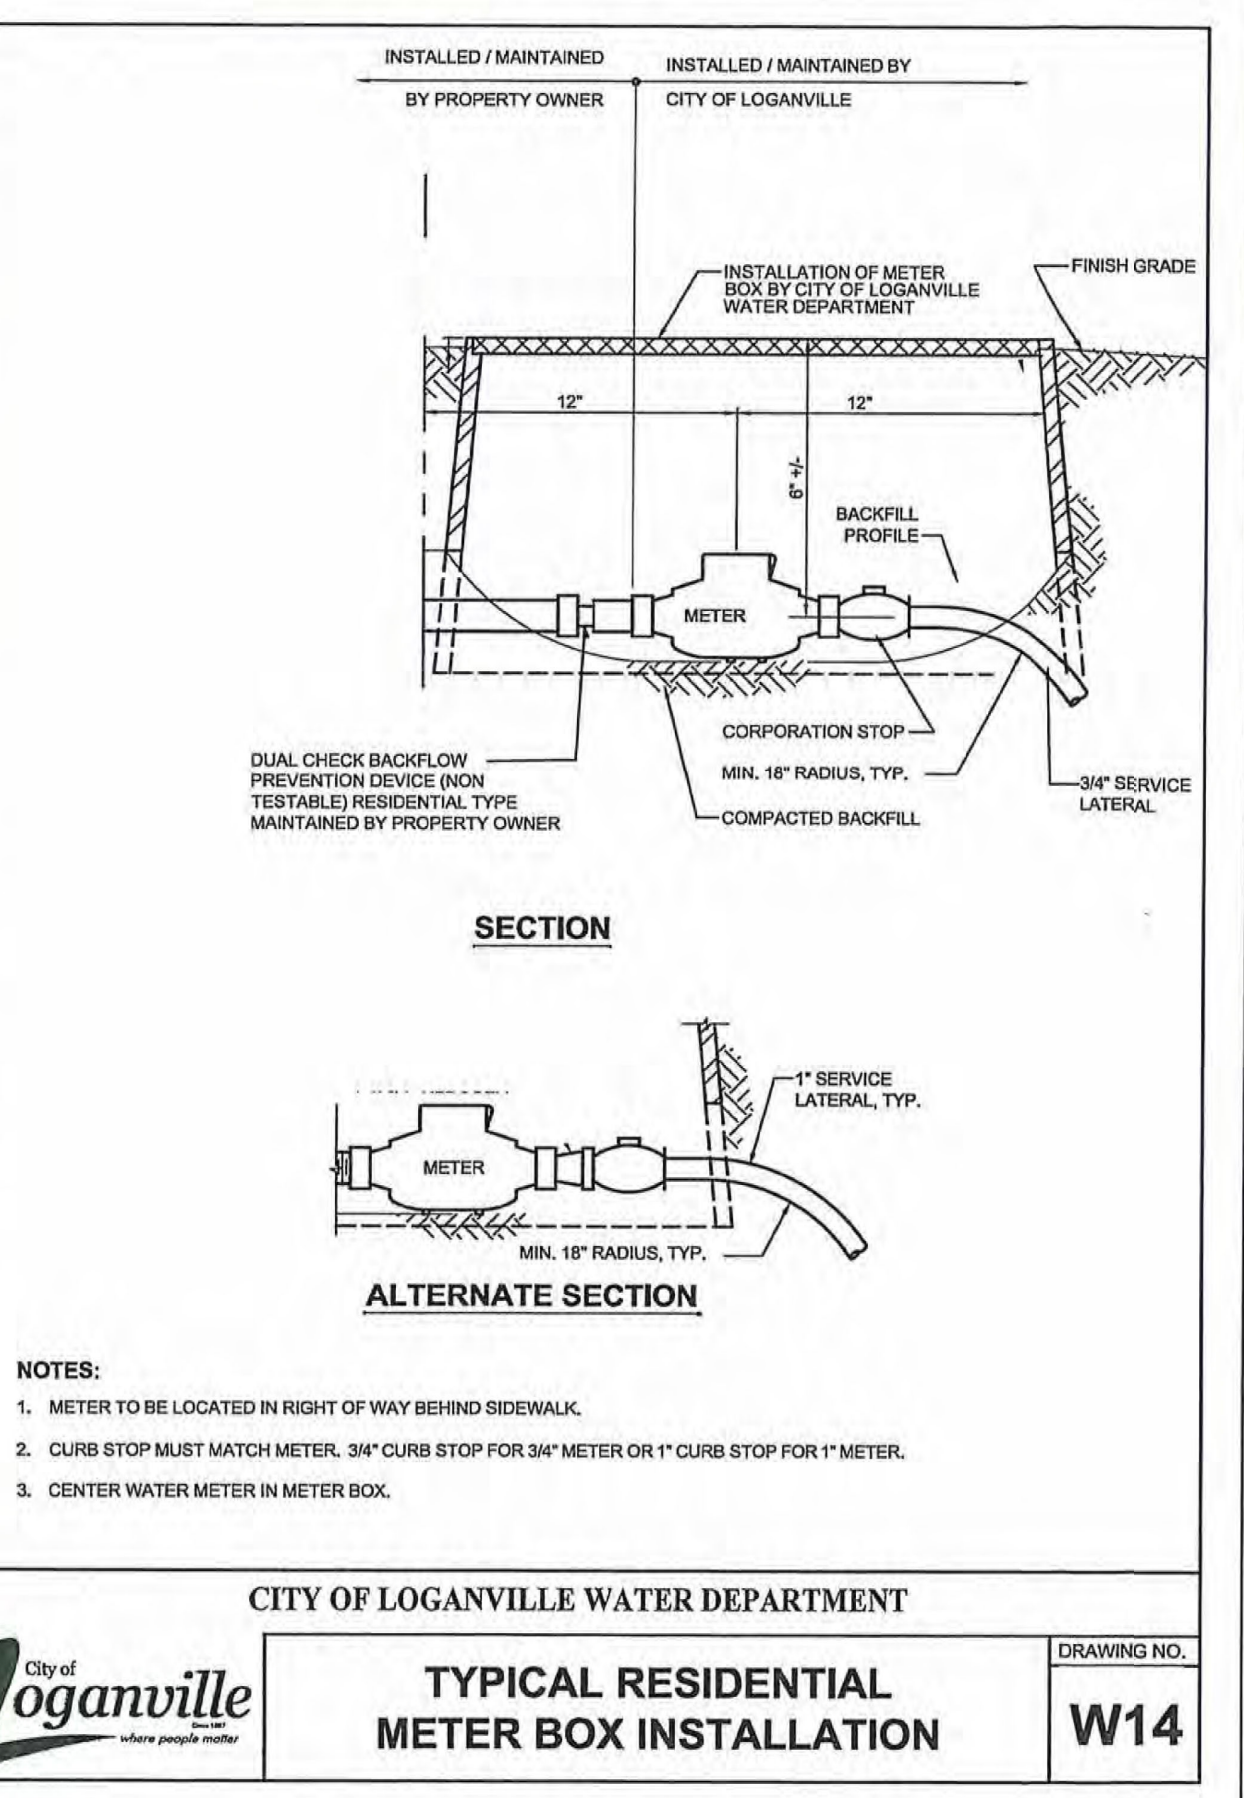 INSTALLED / MAINTAINED
BY PROPERTY OWNER
INSTALLED / MAINTAINED BY
CITY OF LOGANVILLE
INSTALLATION OF METER
BOX BY CITY OF LOGANVILLE
WATER DEPARTMENT
FINISH GRADE
12"
12"
6" +/-
BACKFILL
PROFILE
METER
CORPORATION STOP
MIN. 18" RADIUS, TYP.
COMPACTED BACKFILL
3/4" SERVICE
LATERAL
DUAL CHECK BACKFLOW
PREVENTION DEVICE (NON
TESTABLE) RESIDENTIAL TYPE
MAINTAINED BY PROPERTY OWNER
SECTION
1" SERVICE
LATERAL, TYP.
METER
MIN. 18" RADIUS, TYP.
ALTERNATE SECTION
NOTES:
1. METER TO BE LOCATED IN RIGHT OF WAY BEHIND SIDEWALK.
2. CURB STOP MUST MATCH METER. 3/4" CURB STOP FOR 3/4" METER OR 1" CURB STOP FOR 1" METER.
3. CENTER WATER METER IN METER BOX.
CITY OF LOGANVILLE WATER DEPARTMENT
City of
Loganville
Since 1887
where people matter
TYPICAL RESIDENTIAL
METER BOX INSTALLATION
DRAWING NO.
W14